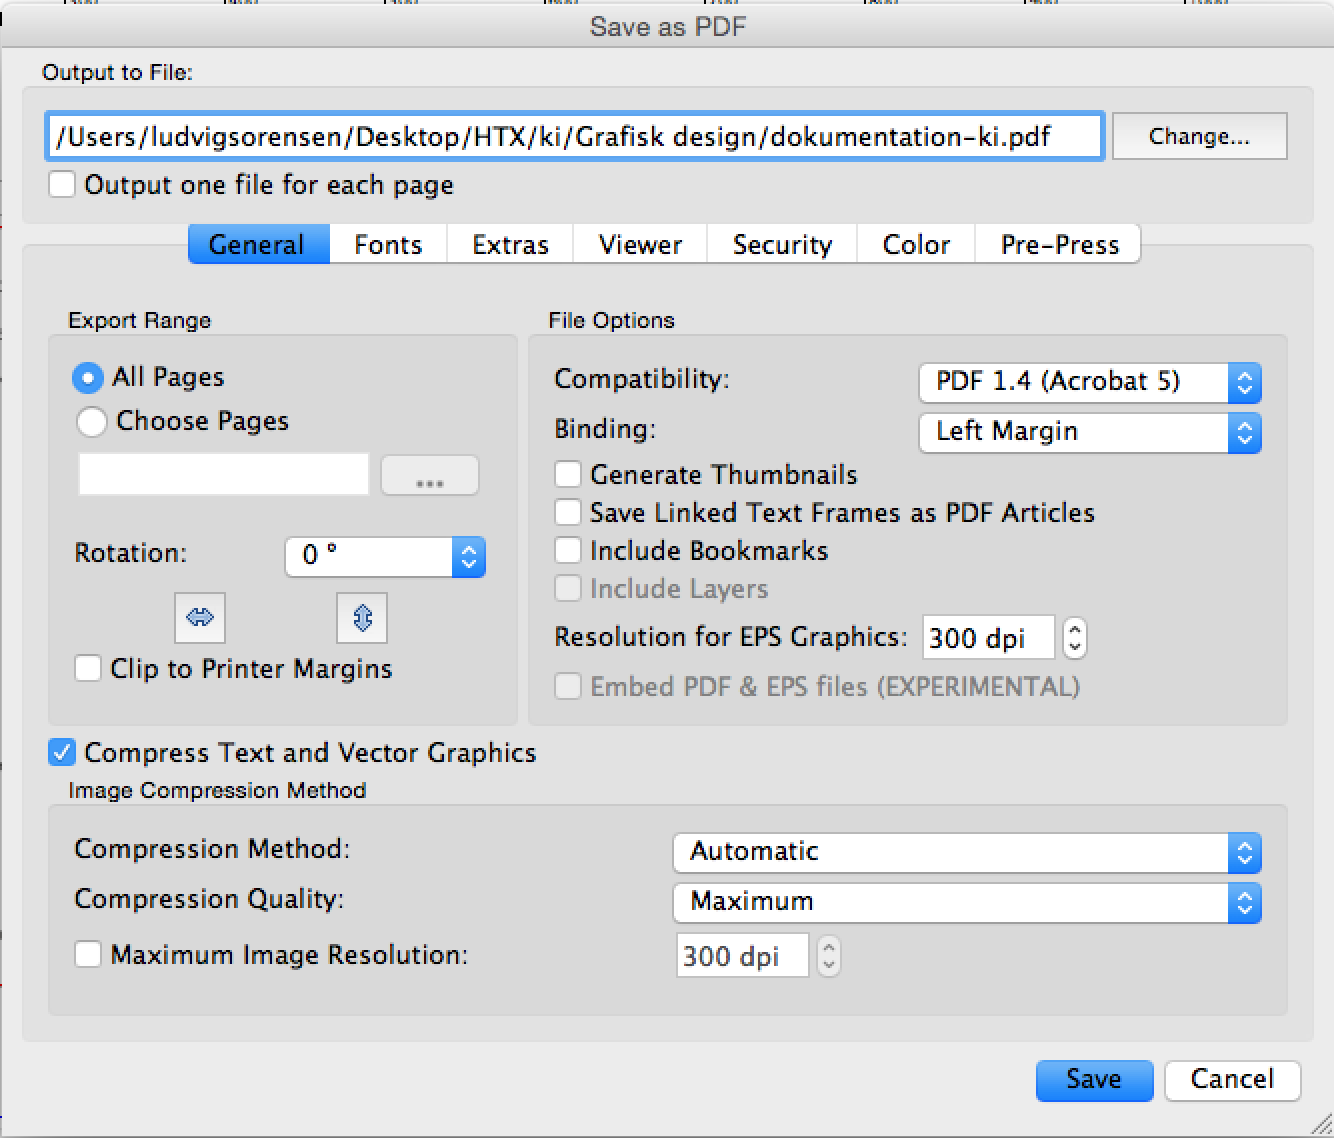 Save as PDF
Output to File:
/Users/ludvigsorensen/Desktop/HTX/ki/Grafisk design/dokumentation-ki.pdf
Change...
Output one file for each page
General Fonts Extras Viewer Security Color Pre-Press
Export Range
All Pages
Choose Pages
...
Rotation: 0 °
Clip to Printer Margins
File Options
Compatibility: PDF 1.4 (Acrobat 5)
Binding: Left Margin
Generate Thumbnails
Save Linked Text Frames as PDF Articles
Include Bookmarks
Include Layers
Resolution for EPS Graphics: 300 dpi
Embed PDF & EPS files (EXPERIMENTAL)
Compress Text and Vector Graphics
Image Compression Method
Compression Method: Automatic
Compression Quality: Maximum
Maximum Image Resolution: 300 dpi
Save Cancel